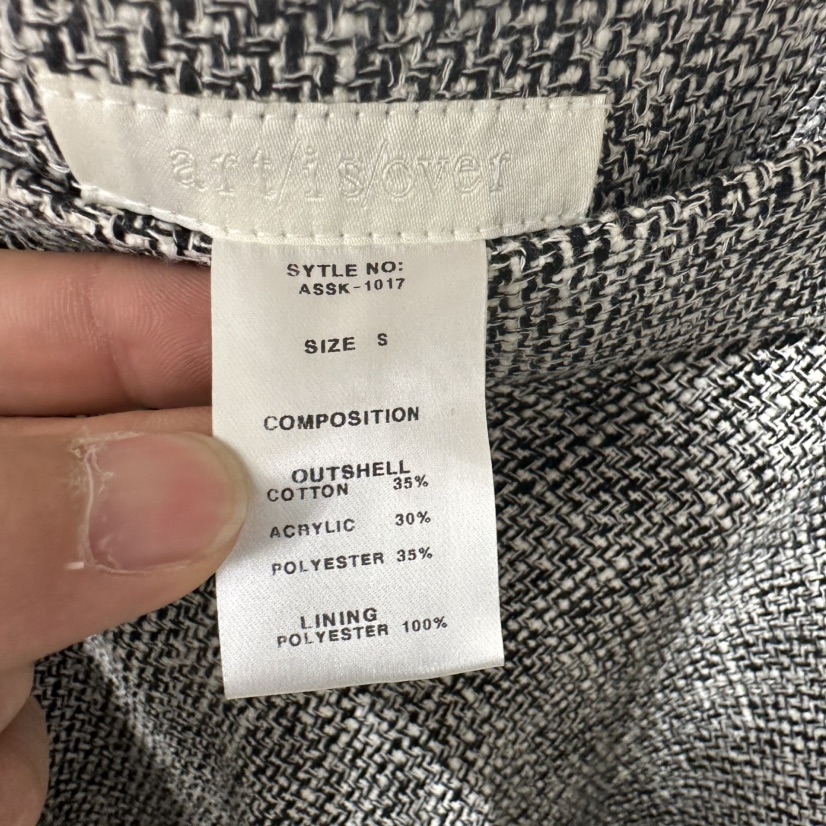 art/is/over
SYTLE NO:
ASSK-1017
SIZE S
COMPOSITION
OUTSHELL
COTTON 35%
ACRYLIC 30%
POLYESTER 35%
LINING
POLYESTER 100%